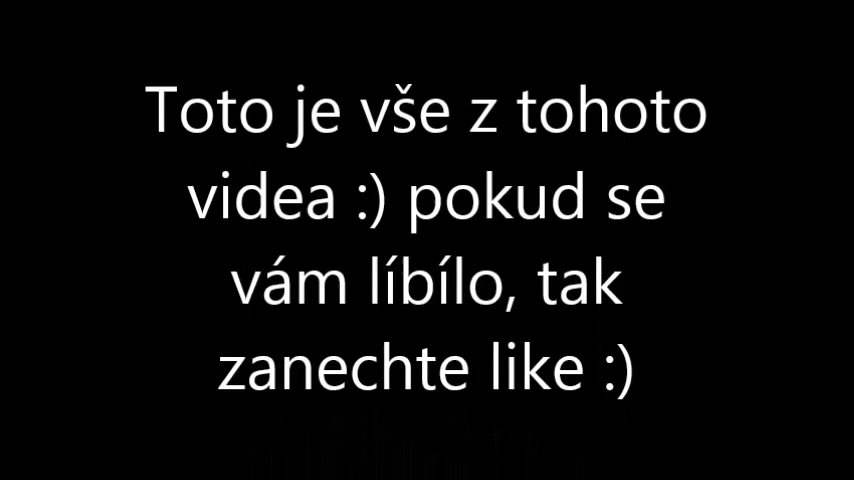 Toto je vše z tohoto
videa :) pokud se
vám líbílo, tak
zanechte like :)